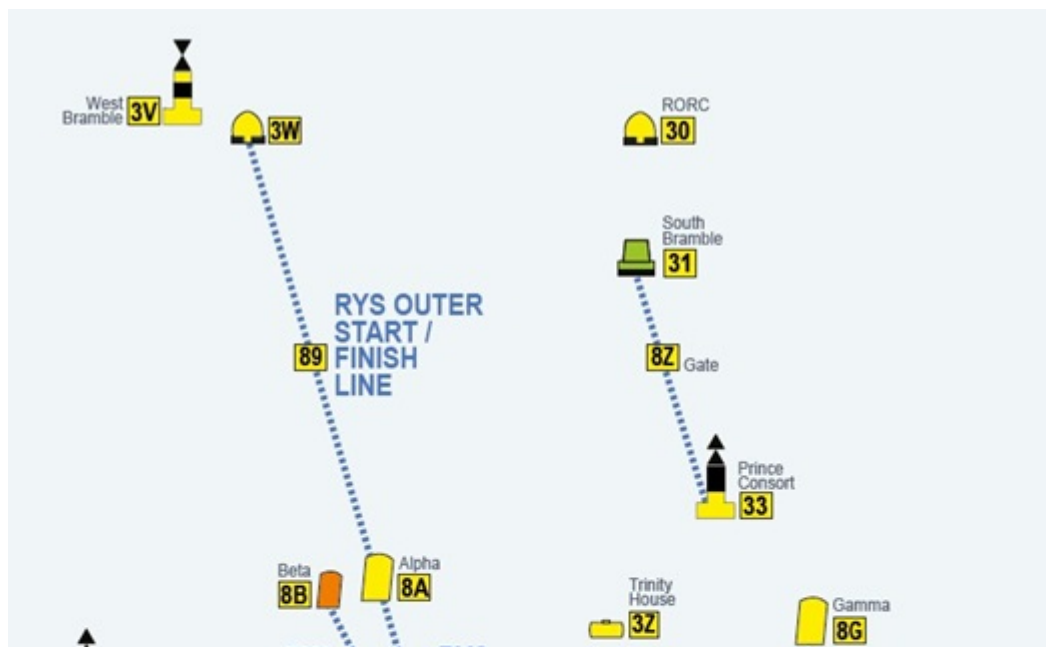 West
Bramble
3V
3W
RORC
30
South
Bramble
31
RYS OUTER
START /
FINISH
LINE
89
8Z
Gate
Prince
Consort
33
Beta
8B
Alpha
8A
Trinity
House
3Z
Gamma
8G